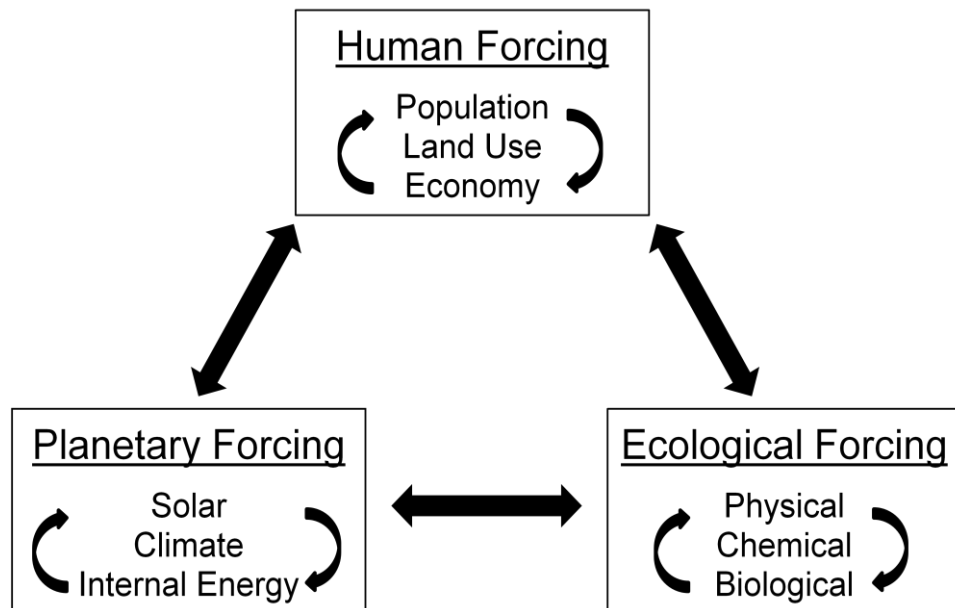 Human Forcing
Population
Land Use
Economy
Planetary Forcing
Solar
Climate
Internal Energy
Ecological Forcing
Physical
Chemical
Biological